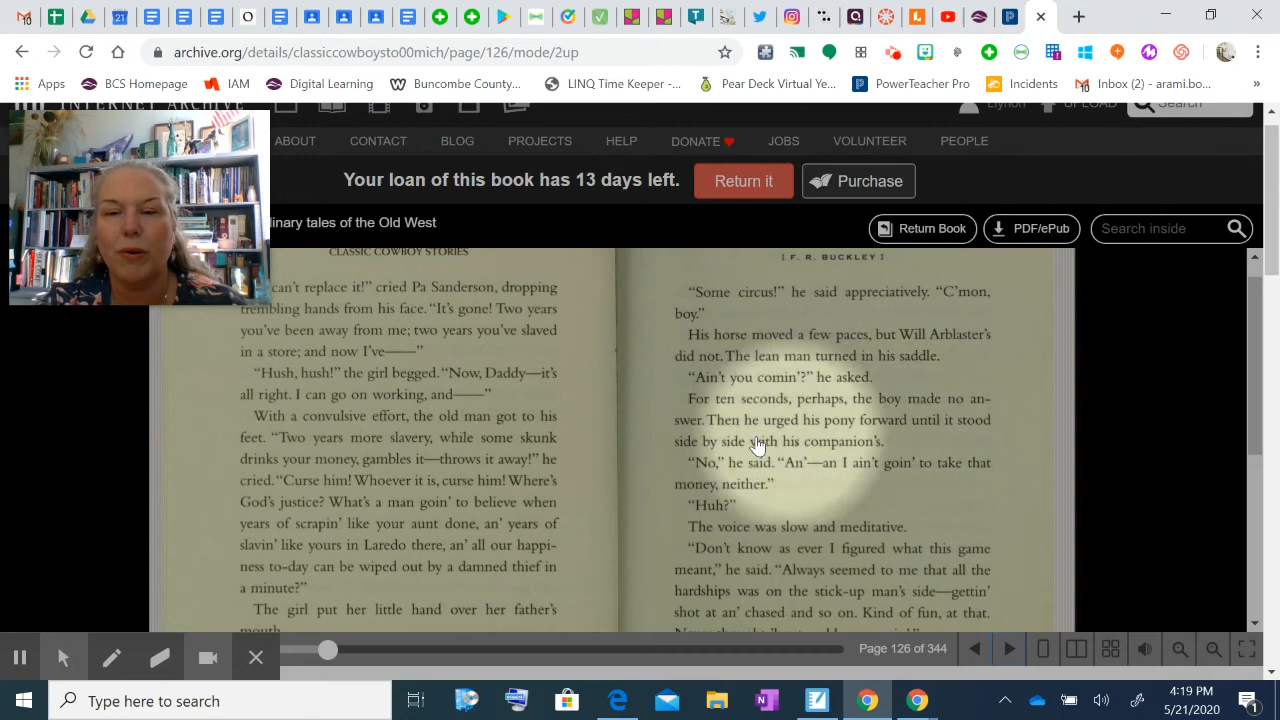 archive.org/details/classiccowboysto00mich/page/126/mode/2up
Apps
BCS Homepage
IAM
Digital Learning
Buncombe County...
LINQ Time Keeper -...
Pear Deck Virtual Ye...
PowerTeacher Pro
Incidents
Inbox (2) - arami.bo...
»
INTERNET ARCHIVE
UPLOAD
Search
ABOUT
CONTACT
BLOG
PROJECTS
HELP
DONATE
JOBS
VOLUNTEER
PEOPLE
Your loan of this book has 13 days left.
Return it
Purchase
dinary tales of the Old West
Return Book
PDF/ePub
Search inside
CLASSIC COWBOY STORIES
can't replace it!" cried Pa Sanderson, dropping
trembling hands from his face. "It's gone! Two years
you've been away from me; two years you've slaved
in a store; and now I've——"
"Hush, hush!" the girl begged. "Now, Daddy—it's
all right. I can go on working, and——"
With a convulsive effort, the old man got to his
feet. "Two years more slavery, while some skunk
drinks your money, gambles it—throws it away!" he
cried. "Curse him! Whoever it is, curse him! Where's
God's justice? What's a man goin' to believe when
years of scrapin' like your aunt done, an' years of
slavin' like yours in Laredo there, an' all our happi-
ness to-day can be wiped out by a damned thief in
a minute?"
The girl put her little hand over her father's
mouth.
[ F. R. BUCKLEY ]
"Some circus!" he said appreciatively. "C'mon,
boy."
His horse moved a few paces, but Will Arblaster's
did not. The lean man turned in his saddle.
"Ain't you comin'?" he asked.
For ten seconds, perhaps, the boy made no an-
swer. Then he urged his pony forward until it stood
side by side with his companion's.
"No," he said. "An'—an I ain't goin' to take that
money, neither."
"Huh?"
The voice was slow and meditative.
"Don't know as ever I figured what this game
meant," he said. "Always seemed to me that all the
hardships was on the stick-up man's side—gettin'
shot at an' chased and so on. Kind of fun, at that.
Page 126 of 344
Type here to search
4:19 PM
5/21/2020